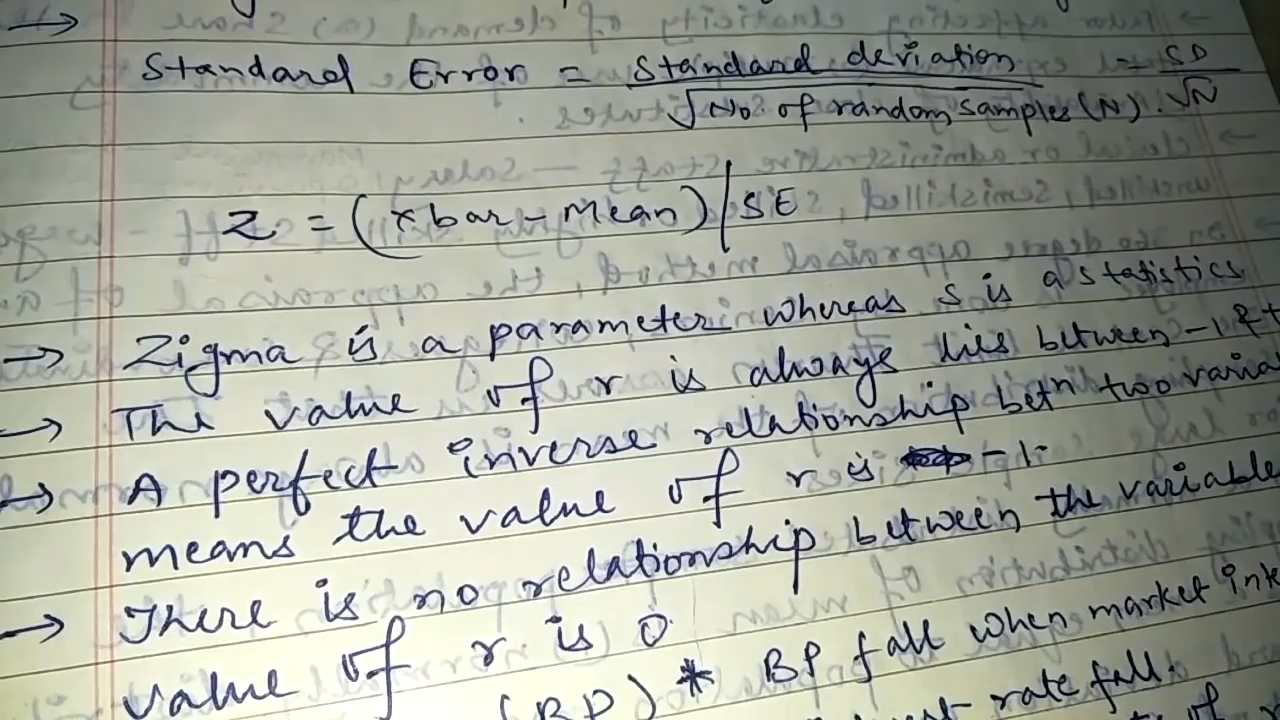 →
Standard Error = Standard deviation / √No of random samples (N) = SD / √N
Z = (x bar - Mean) / SE
→ Zigma is a parameter whereas S is a statistics
→ The value of r is always lies between -1 & +
→ A perfect inverse relationship betn two varia
means the value of r is -1.
→ There is no relationship between the variable
value of r is 0
(BP) * BP fall when market inte
rate fall.